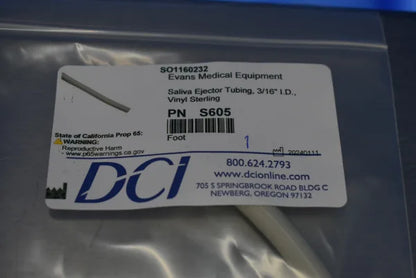 SO1160232
Evans Medical Equipment
Saliva Ejector Tubing, 3/16" I.D.,
Vinyl Sterling
PN S605
Foot
1
20240111
State of California Prop 65:
WARNING:
Reproductive Harm
- www.p65warnings.ca.gov
DCI
800.624.2793
www.dcionline.com
705 S SPRINGBROOK ROAD BLDG C
NEWBERG, OREGON 97132